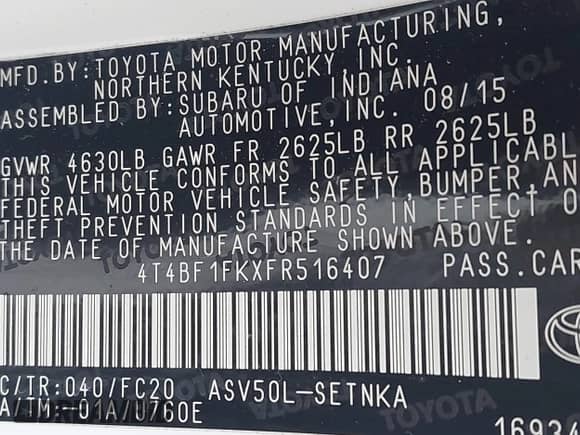 MFD.BY:TOYOTA MOTOR MANUFACTURING,
NORTHERN KENTUCKY, INC.
ASSEMBLED BY:SUBARU OF INDIANA
AUTOMOTIVE,INC. 08/15
GVWR 4630LB GAWR FR 2625LB RR 2625LB
THIS VEHICLE CONFORMS TO ALL APPLICABL
FEDERAL MOTOR VEHICLE SAFETY,BUMPER,AN
THEFT PREVENTION STANDARDS IN EFFECT O
THE DATE OF MANUFACTURE SHOWN ABOVE.
4T4BF1FKXFR516407 PASS.CAR
C/TR:040/FC20 ASV50L-SETNKA
A/TM:-01A/U760E
16934